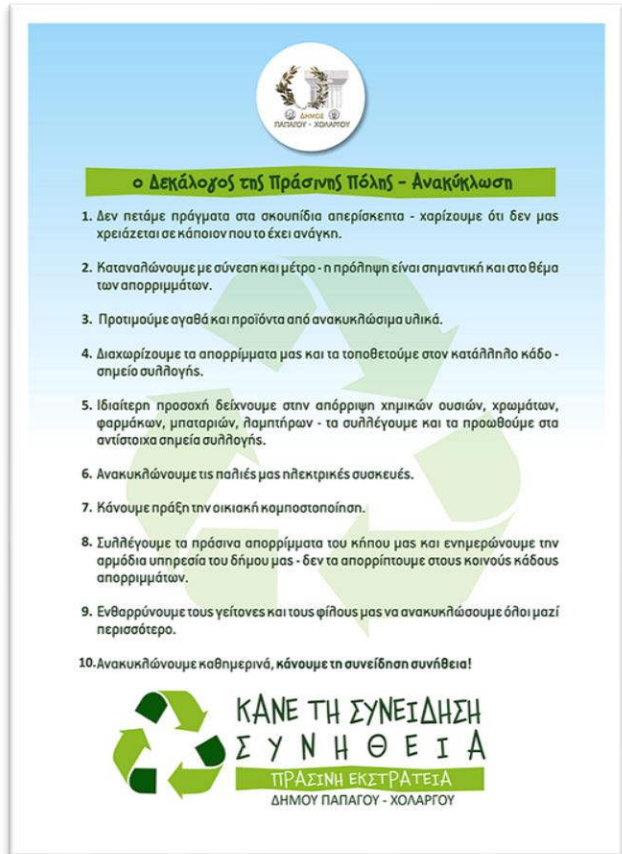 ΔΗΜΟΣ
ΠΑΠΑΓΟΥ - ΧΟΛΑΡΓΟΥ
ο Δεκάλογος της Πράσινης Πόλης - Ανακύκλωση
1. Δεν πετάμε πράγματα στα σκουπίδια απερίσκεπτα - χαρίζουμε ότι δεν μας
χρειάζεται σε κάποιον που το έχει ανάγκη.
2. Καταναλώνουμε με σύνεση και μέτρο - η πρόληψη είναι σημαντική και στο θέμα
των απορριμμάτων.
3. Προτιμούμε αγαθά και προϊόντα από ανακυκλώσιμα υλικά.
4. Διαχωρίζουμε τα απορρίμματα μας και τα τοποθετούμε στον κατάλληλο κάδο -
σημείο συλλογής.
5. Ιδιαίτερη προσοχή δείχνουμε στην απόρριψη χημικών ουσιών, χρωμάτων,
φαρμάκων, μπαταριών, λαμπτήρων - τα συλλέγουμε και τα προωθούμε στα
αντίστοιχα σημεία συλλογής.
6. Ανακυκλώνουμε τις παλιές μας ηλεκτρικές συσκευές.
7. Κάνουμε πράξη την οικιακή κομποστοποίηση.
8. Συλλέγουμε τα πράσινα απορρίμματα του κήπου μας και ενημερώνουμε την
αρμόδια υπηρεσία του δήμου μας - δεν τα απορρίπτουμε στους κοινούς κάδους
απορριμμάτων.
9. Ενθαρρύνουμε τους γείτονες και τους φίλους μας να ανακυκλώσουμε όλοι μαζί
περισσότερο.
10. Ανακυκλώνουμε καθημερινά, κάνουμε τη συνείδηση συνήθεια!
ΚΑΝΕ ΤΗ ΣΥΝΕΙΔΗΣΗ
ΣΥΝΗΘΕΙΑ
ΠΡΑΣΙΝΗ ΕΚΣΤΡΑΤΕΙΑ
ΔΗΜΟΥ ΠΑΠΑΓΟΥ - ΧΟΛΑΡΓΟΥ